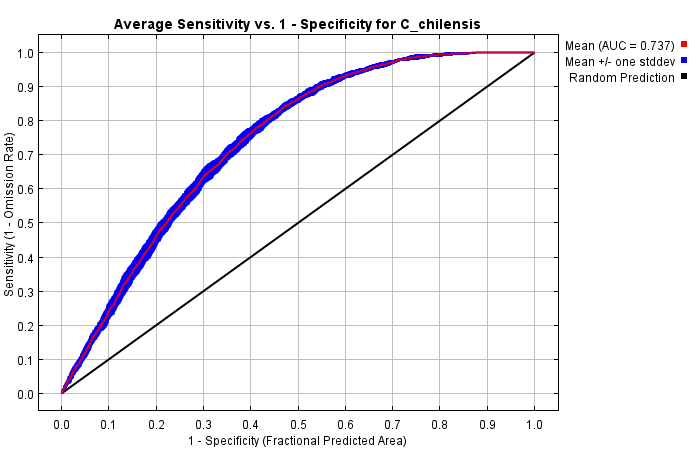 Average Sensitivity vs. 1 - Specificity for C_chilensis
Mean (AUC = 0.737)
Mean +/- one stddev
Random Prediction
Sensitivity (1 - Omission Rate)
1.0
0.9
0.8
0.7
0.6
0.5
0.4
0.3
0.2
0.1
0.0
0.0 0.1 0.2 0.3 0.4 0.5 0.6 0.7 0.8 0.9 1.0
1 - Specificity (Fractional Predicted Area)